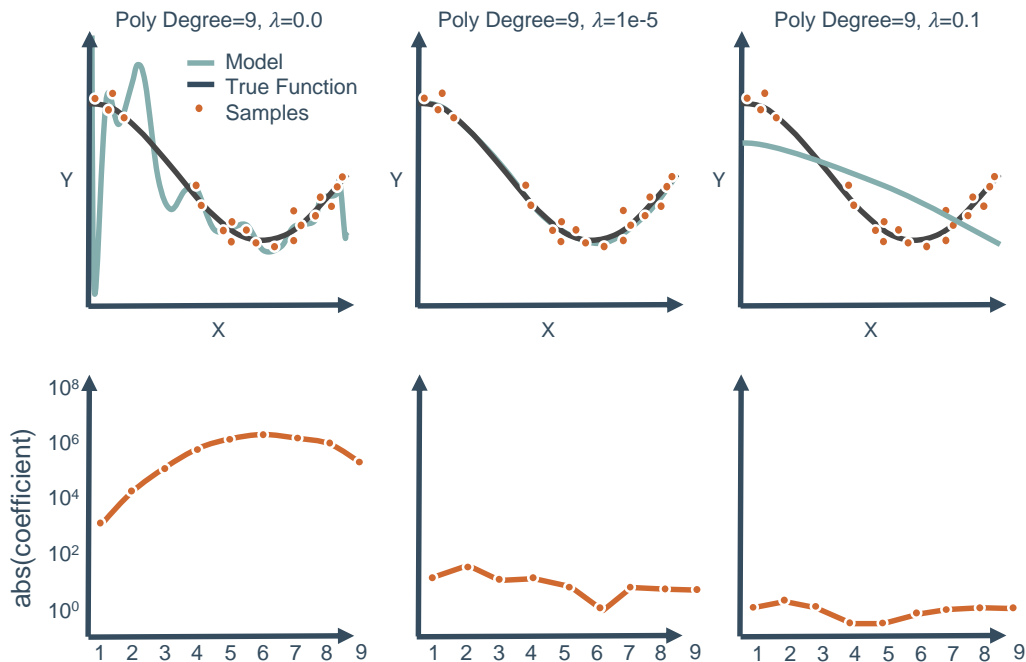 Poly Degree=9, λ=0.0
Poly Degree=9, λ=1e-5
Poly Degree=9, λ=0.1
Model
True Function
Samples
Y
Y
Y
X
X
X
abs(coefficient)
10⁸
10⁶
10⁴
10²
10⁰
1 2 3 4 5 6 7 8 9
1 2 3 4 5 6 7 8 9
1 2 3 4 5 6 7 8 9